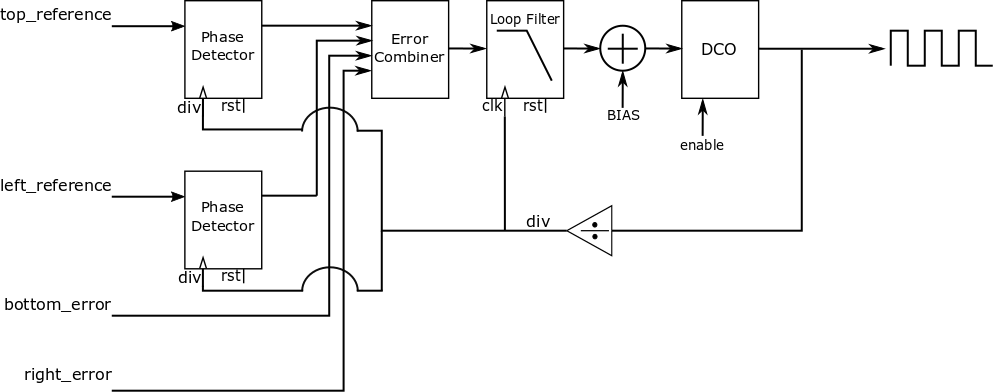 top_reference
Phase
Detector
div
rst
Error
Combiner
Loop Filter
clk
rst
BIAS
DCO
enable
left_reference
Phase
Detector
div
rst
div
bottom_error
right_error